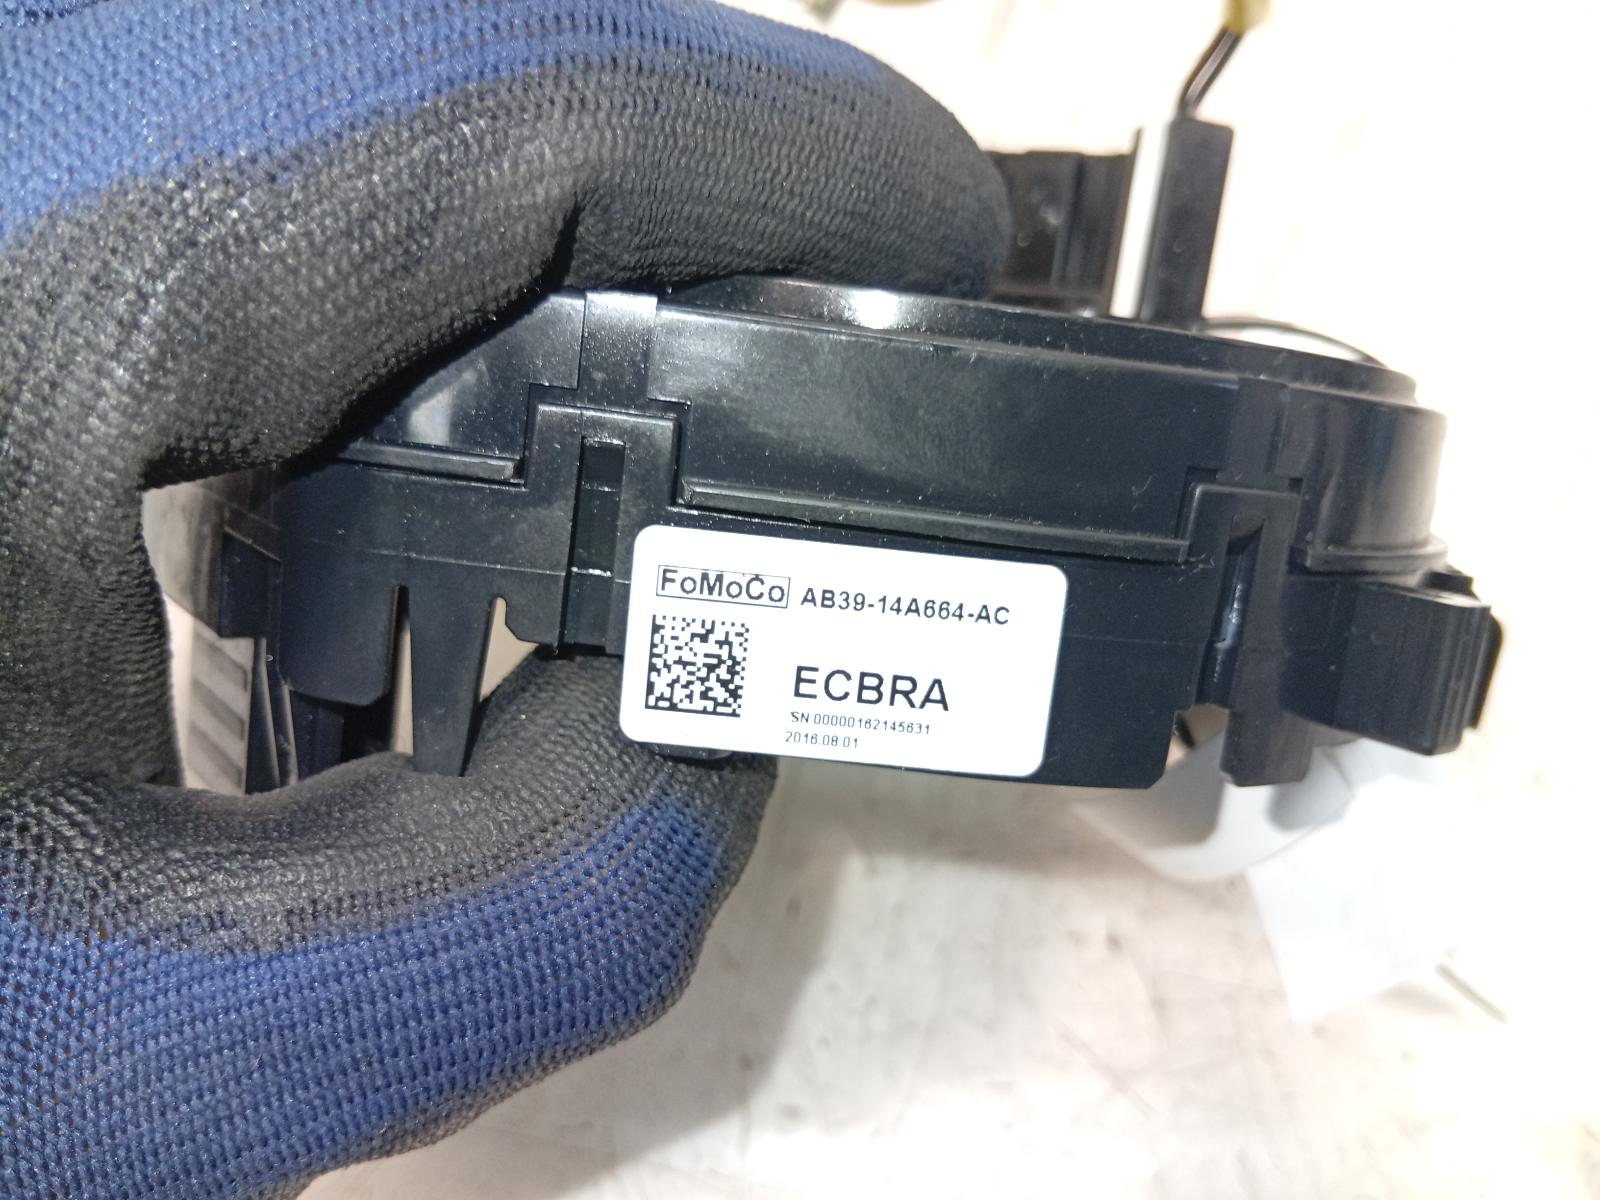 FoMoCo AB39-14A664-AC
ECBRA
SN 00000162145631
2016.08.01